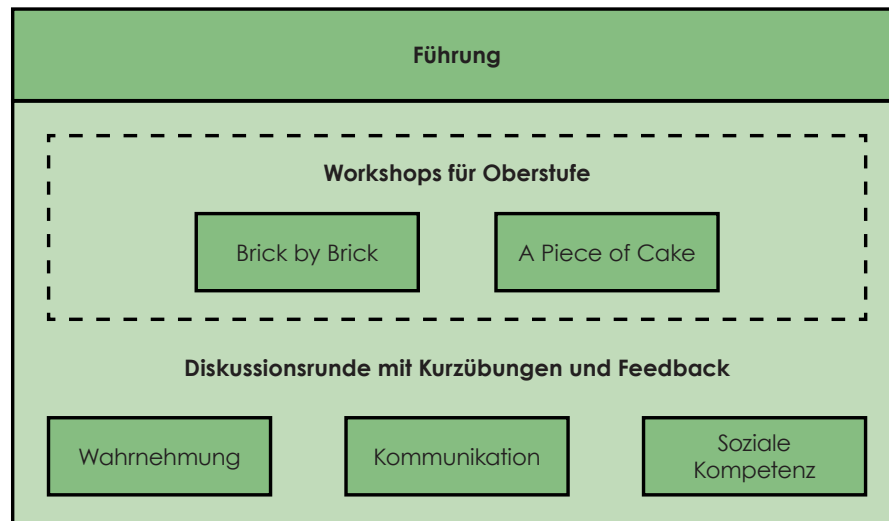 Führung
Workshops für Oberstufe
Brick by Brick
A Piece of Cake
Diskussionsrunde mit Kurzübungen und Feedback
Wahrnehmung
Kommunikation
Soziale
Kompetenz